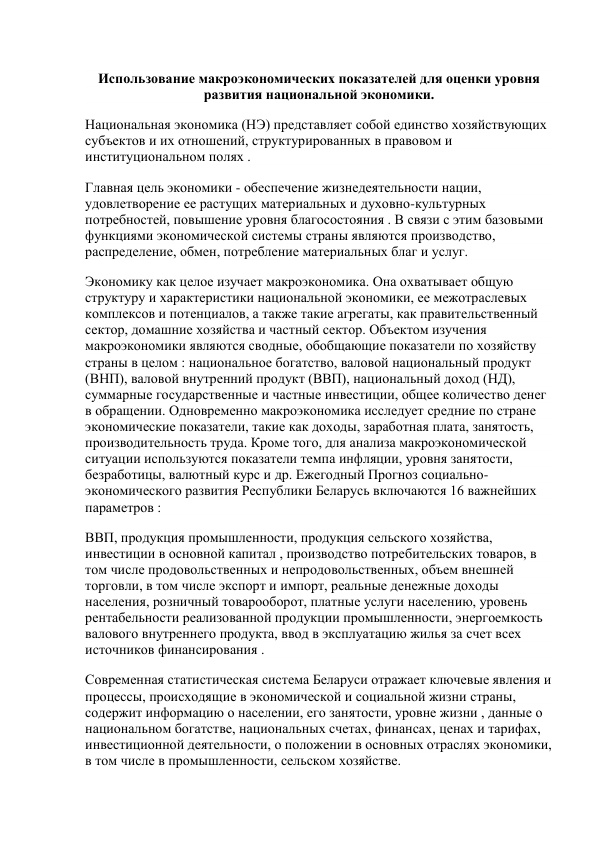 Использование макроэкономических показателей для оценки уровня
развития национальной экономики.
Национальная экономика (НЭ) представляет собой единство хозяйствующих
субъектов и их отношений, структурированных в правовом и
институциональном полях .
Главная цель экономики - обеспечение жизнедеятельности нации,
удовлетворение ее растущих материальных и духовно-культурных
потребностей, повышение уровня благосостояния . В связи с этим базовыми
функциями экономической системы страны являются производство,
распределение, обмен, потребление материальных благ и услуг.
Экономику как целое изучает макроэкономика. Она охватывает общую
структуру и характеристики национальной экономики, ее межотраслевых
комплексов и потенциалов, а также такие агрегаты, как правительственный
сектор, домашние хозяйства и частный сектор. Объектом изучения
макроэкономики являются сводные, обобщающие показатели по хозяйству
страны в целом : национальное богатство, валовой национальный продукт
(ВНП), валовой внутренний продукт (ВВП), национальный доход (НД),
суммарные государственные и частные инвестиции, общее количество денег
в обращении. Одновременно макроэкономика исследует средние по стране
экономические показатели, такие как доходы, заработная плата, занятость,
производительность труда. Кроме того, для анализа макроэкономической
ситуации используются показатели темпа инфляции, уровня занятости,
безработицы, валютный курс и др. Ежегодный Прогноз социально-
экономического развития Республики Беларусь включаются 16 важнейших
параметров :
ВВП, продукция промышленности, продукция сельского хозяйства,
инвестиции в основной капитал , производство потребительских товаров, в
том числе продовольственных и непродовольственных, объем внешней
торговли, в том числе экспорт и импорт, реальные денежные доходы
населения, розничный товарооборот, платные услуги населению, уровень
рентабельности реализованной продукции промышленности, энергоемкость
валового внутреннего продукта, ввод в эксплуатацию жилья за счет всех
источников финансирования .
Современная статистическая система Беларуси отражает ключевые явления и
процессы, происходящие в экономической и социальной жизни страны,
содержит информацию о населении, его занятости, уровне жизни , данные о
национальном богатстве, национальных счетах, финансах, ценах и тарифах,
инвестиционной деятельности, о положении в основных отраслях экономики,
в том числе в промышленности, сельском хозяйстве.